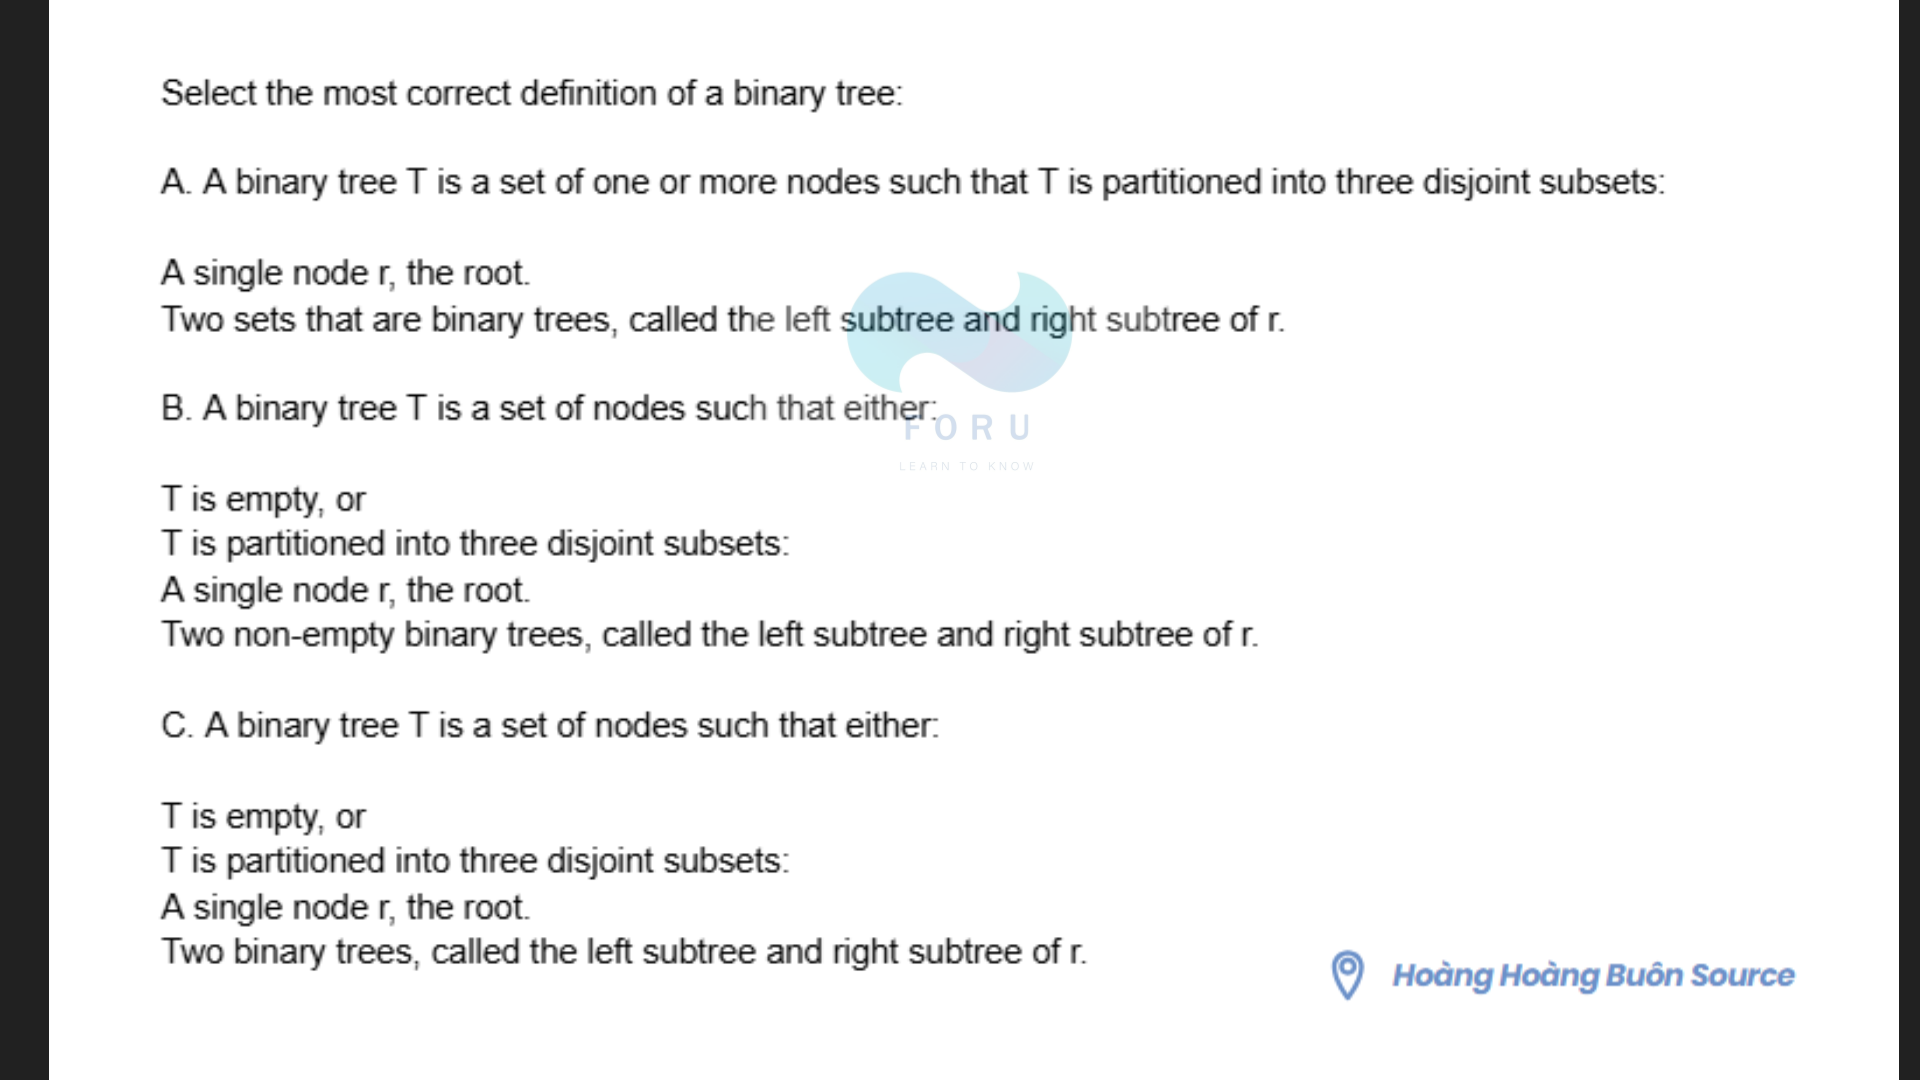 Select the most correct definition of a binary tree:
A. A binary tree T is a set of one or more nodes such that T is partitioned into three disjoint subsets:
A single node r, the root.
Two sets that are binary trees, called the left subtree and right subtree of r.
B. A binary tree T is a set of nodes such that either:
FORU
LEARN TO KNOW
T is empty, or
T is partitioned into three disjoint subsets:
A single node r, the root.
Two non-empty binary trees, called the left subtree and right subtree of r.
C. A binary tree T is a set of nodes such that either:
T is empty, or
T is partitioned into three disjoint subsets:
A single node r, the root.
Two binary trees, called the left subtree and right subtree of r.
Hoàng Hoàng Buôn Source